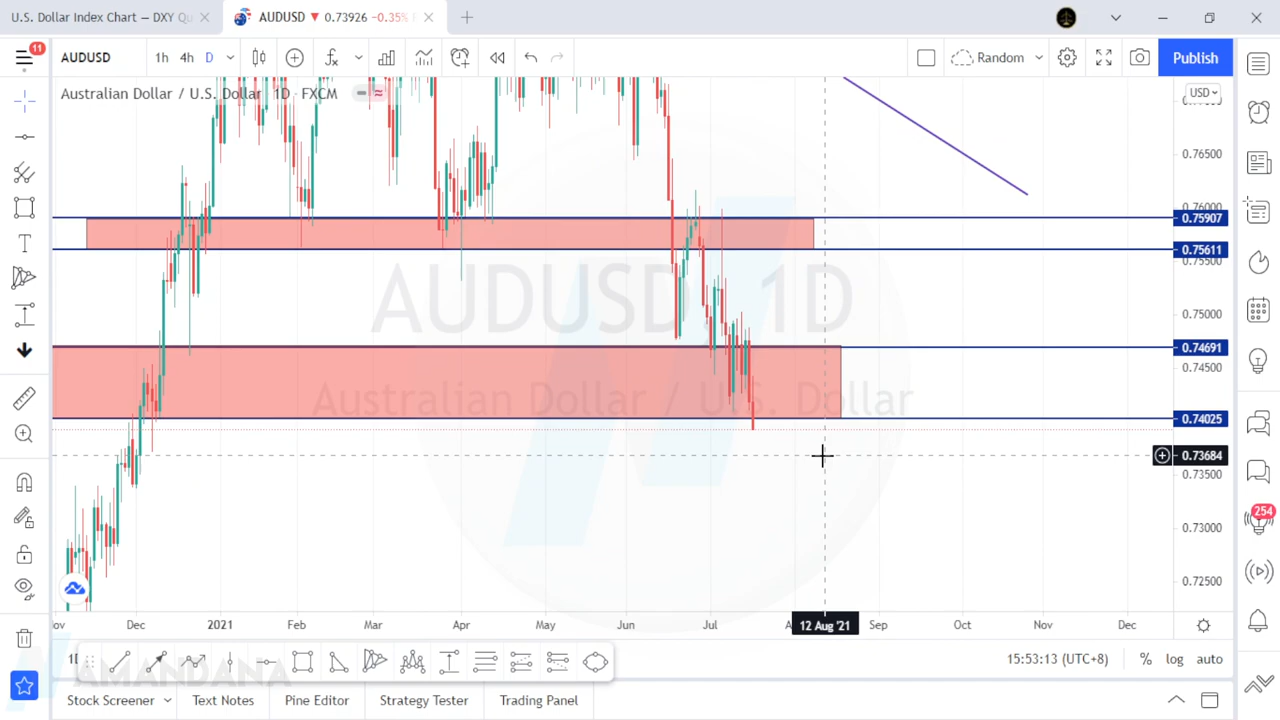 U.S. Dollar Index Chart — DXY Qu
AUDUSD ▼ 0.73926 −0.35%
11
AUDUSD 1h 4h D Random Publish
Australian Dollar / U.S. Dollar 1D FXCM
USD
0.76500
0.76000
0.75907
0.75611
0.75500
AUDUSD, 1D
0.75000
0.74691
0.74500
Australian Dollar / U.S. Dollar
0.74025
0.73684
0.73500
254
0.73000
0.72500
Dec 2021 Feb Mar Apr May Jun Jul 12 Aug '21 Sep Oct Nov Dec
15:53:13 (UTC+8) % log auto
MANDANA
Stock Screener Text Notes Pine Editor Strategy Tester Trading Panel